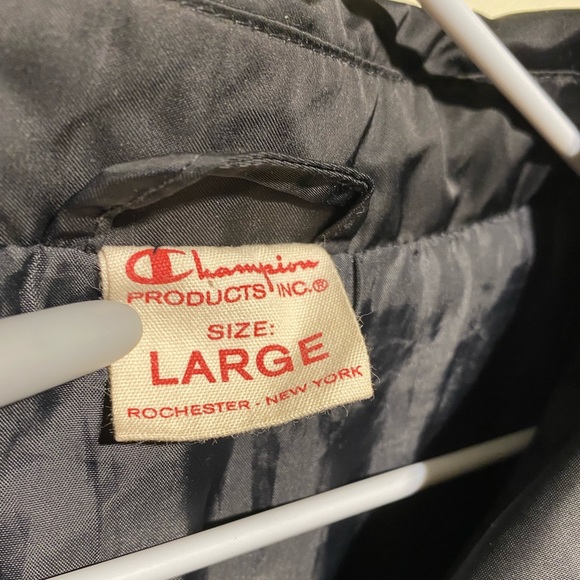 Champion
PRODUCTS INC.®
SIZE:
LARGE
ROCHESTER - NEW YORK